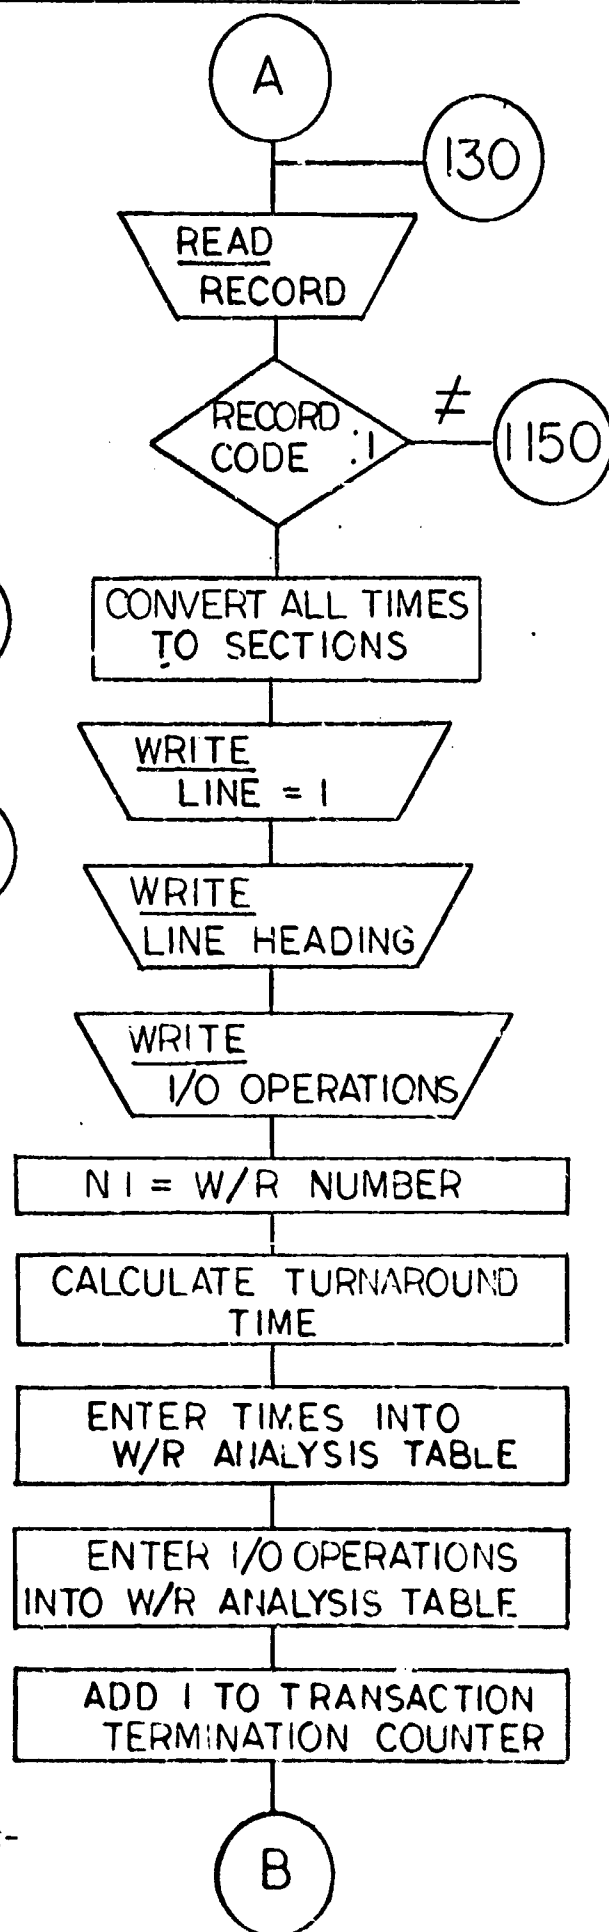 A
130
READ
RECORD
≠
RECORD
CODE :1
1150
CONVERT ALL TIMES
TO SECTIONS
WRITE
LINE = 1
WRITE
LINE HEADING
WRITE
I/O OPERATIONS
N1 = W/R NUMBER
CALCULATE TURNAROUND
TIME
ENTER TIMES INTO
W/R ANALYSIS TABLE
ENTER I/O OPERATIONS
INTO W/R ANALYSIS TABLE
ADD 1 TO TRANSACTION
TERMINATION COUNTER
B